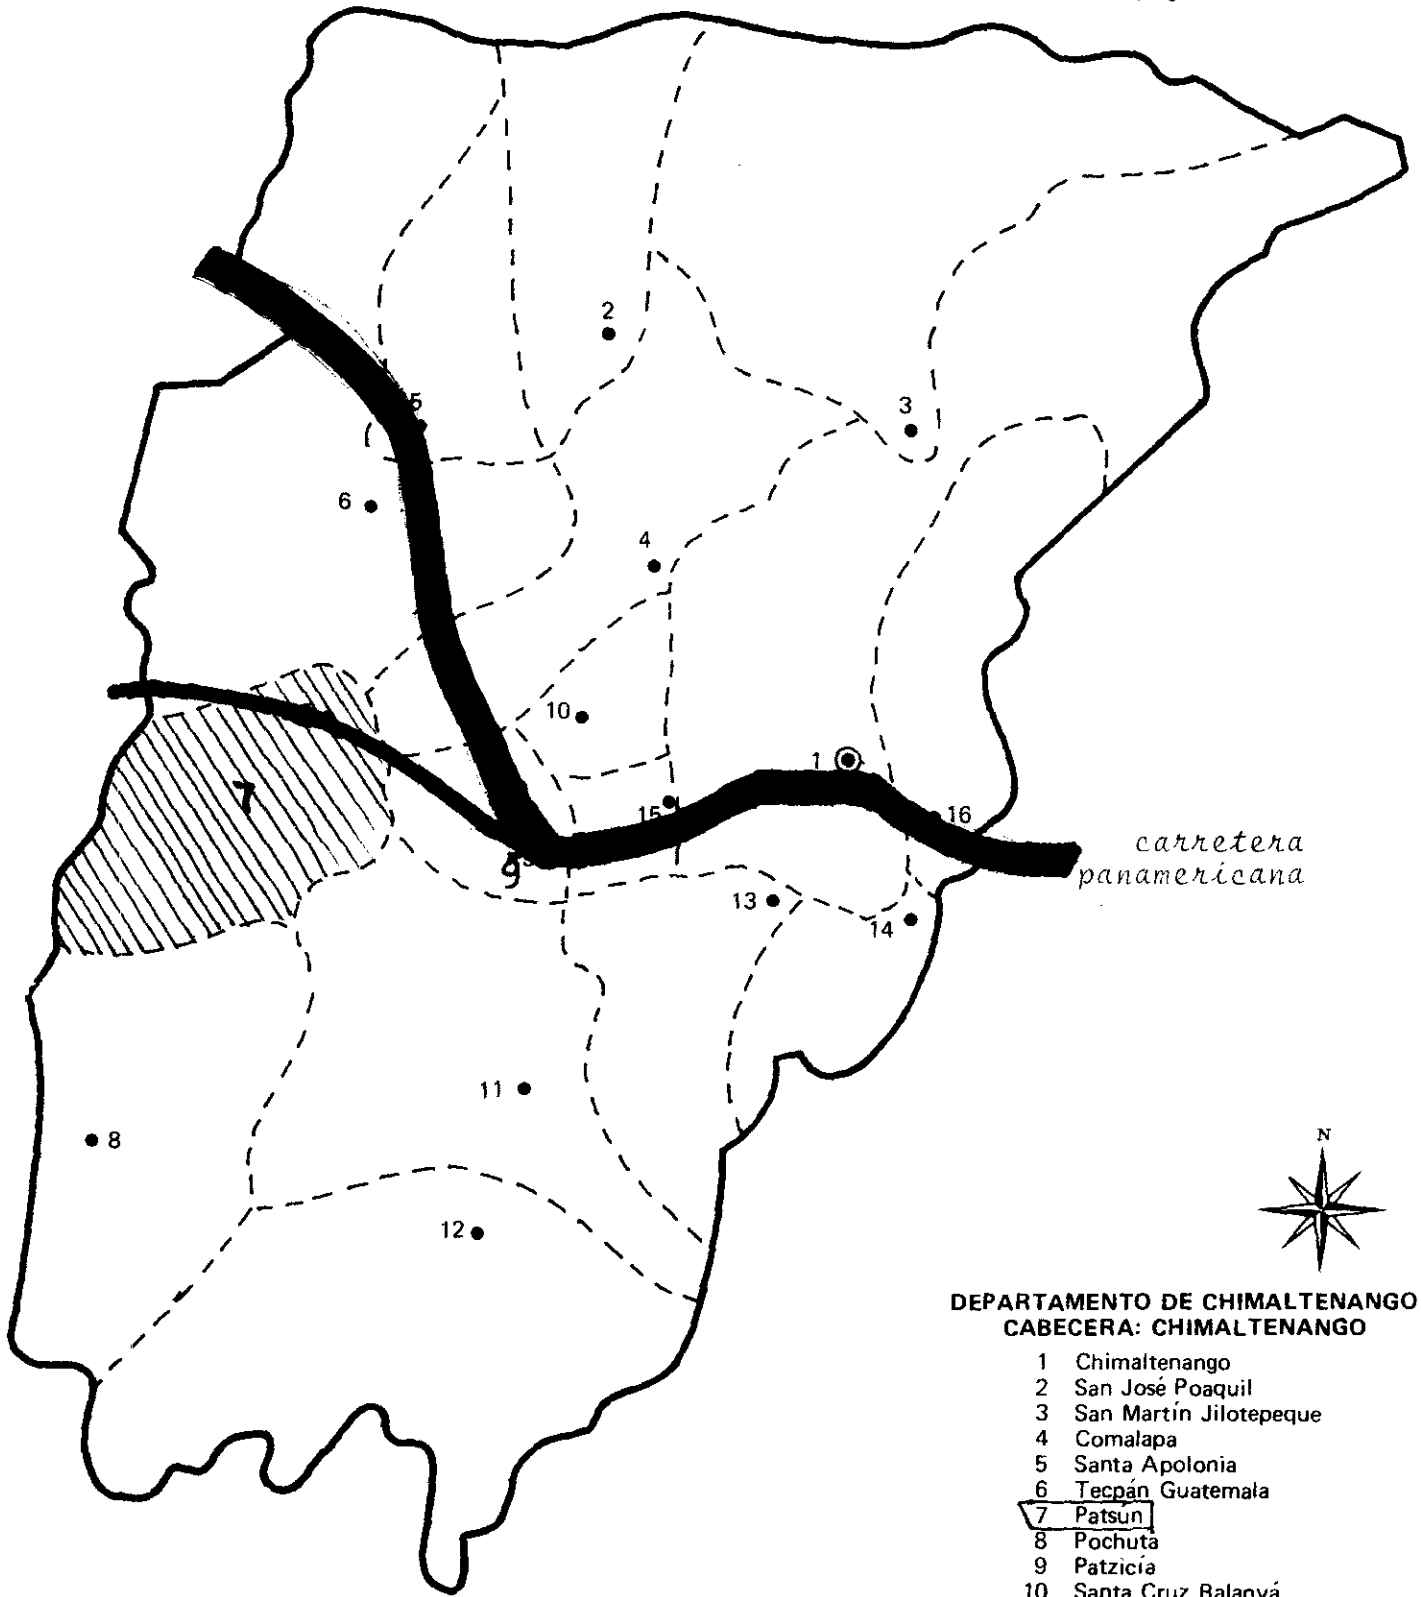 2
5
3
6
4
10
7
1
15
16
carretera
panamericana
9
13
14
11
8
12
N
DEPARTAMENTO DE CHIMALTENANGO
CABECERA: CHIMALTENANGO
1 Chimaltenango
2 San José Poaquil
3 San Martín Jilotepeque
4 Comalapa
5 Santa Apolonia
6 Tecpán Guatemala
7 Patsún
8 Pochuta
9 Patzicía
10 Santa Cruz Balanyá